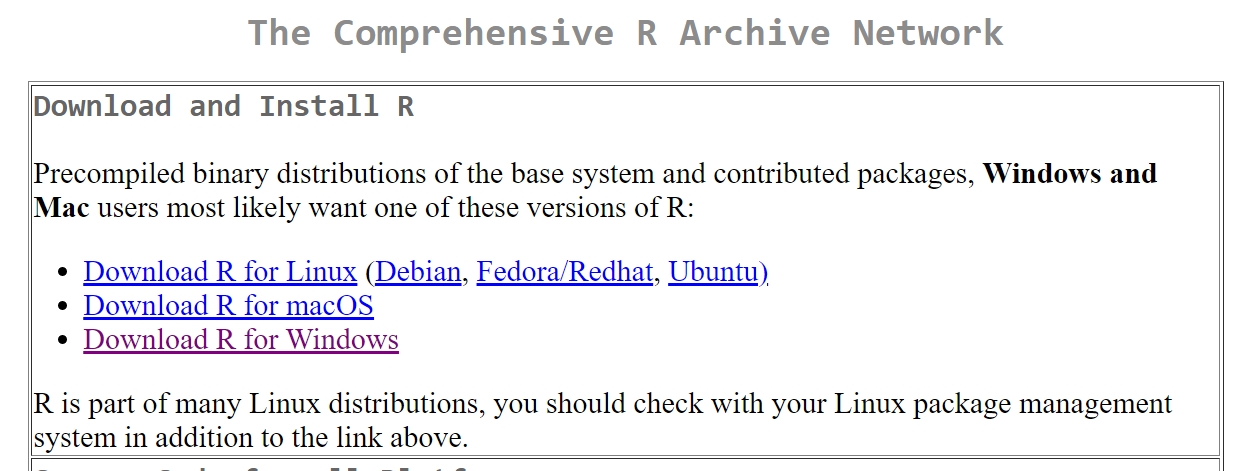 The Comprehensive R Archive Network
Download and Install R
Precompiled binary distributions of the base system and contributed packages, Windows and
Mac users most likely want one of these versions of R:
• Download R for Linux (Debian, Fedora/Redhat, Ubuntu)
• Download R for macOS
• Download R for Windows
R is part of many Linux distributions, you should check with your Linux package management
system in addition to the link above.